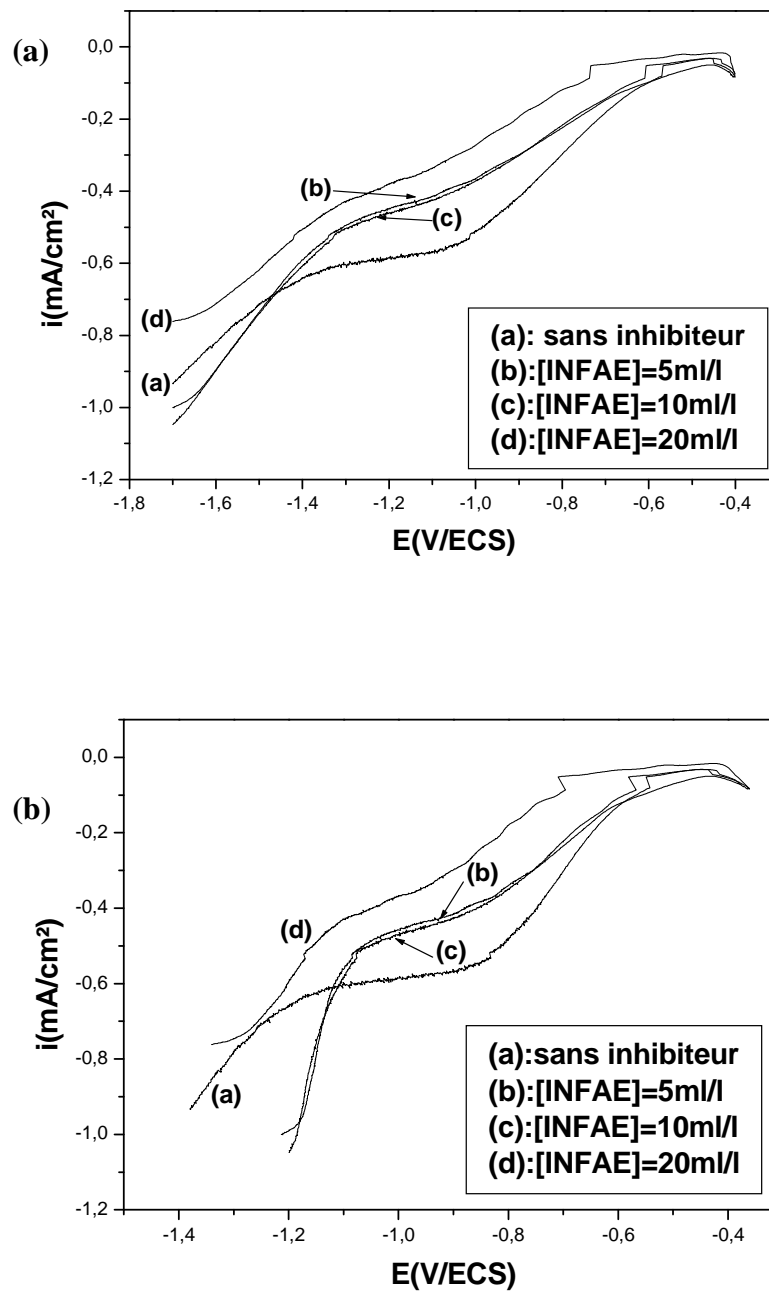 (a)
0,0
-0,2
-0,4
-0,6
-0,8
-1,0
-1,2
i(mA/cm²)
(b)
(c)
(d)
(a)
(a): sans inhibiteur
(b):[INFAE]=5ml/l
(c):[INFAE]=10ml/l
(d):[INFAE]=20ml/l
-1,8 -1,6 -1,4 -1,2 -1,0 -0,8 -0,6 -0,4
E(V/ECS)
(b)
0,0
-0,2
-0,4
-0,6
-0,8
-1,0
-1,2
i(mA/cm²)
(b)
(d)
(c)
(a)
(a):sans inhibiteur
(b):[INFAE]=5ml/l
(c):[INFAE]=10ml/l
(d):[INFAE]=20ml/l
-1,4 -1,2 -1,0 -0,8 -0,6 -0,4
E(V/ECS)